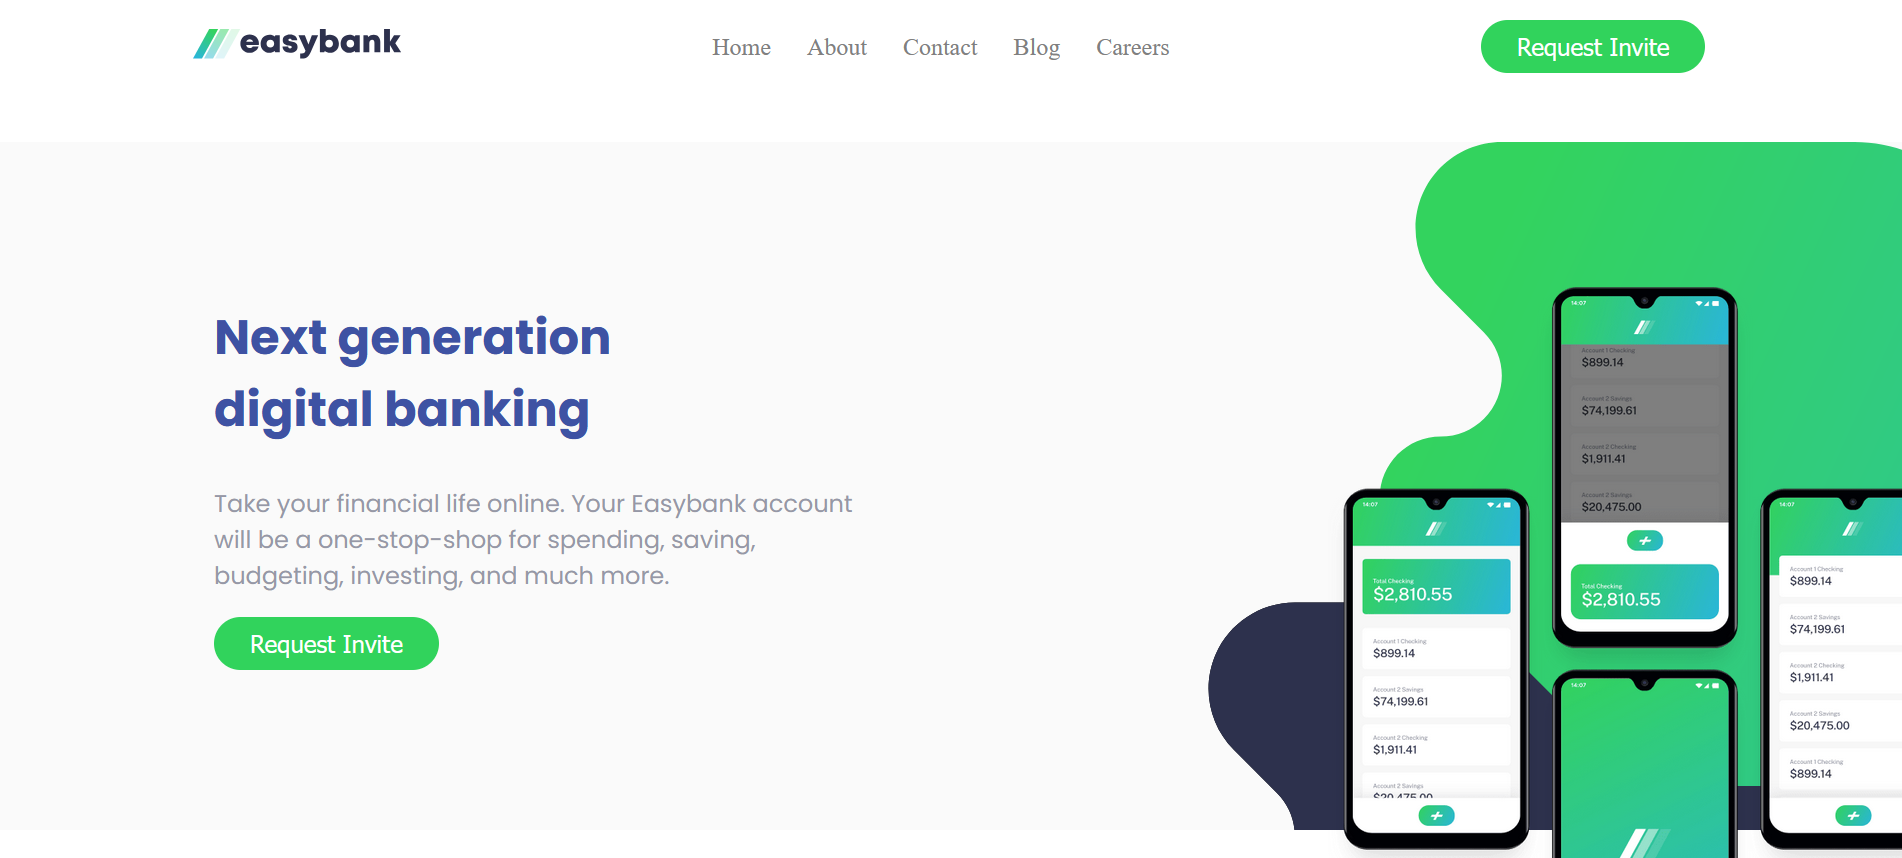 easybank
Home About Contact Blog Careers
Request Invite
Next generation
digital banking
Take your financial life online. Your Easybank account
will be a one-stop-shop for spending, saving,
budgeting, investing, and much more.
Request Invite
14:07
Account 1 Checking
$899.14
Account 2 Savings
$74,199.61
Account 2 Checking
$1,911.41
Account 2 Savings
$20,475.00
Total Checking
$2,810.55
14:07
Total Checking
$2,810.55
Account 1 Checking
$899.14
Account 2 Savings
$74,199.61
Account 2 Checking
$1,911.41
Account 2 Savings
$20,475.00
14:07
14:07
Account 1 Checking
$899.14
Account 2 Savings
$74,199.61
Account 2 Checking
$1,911.41
Account 2 Savings
$20,475.00
Account 1 Checking
$899.14